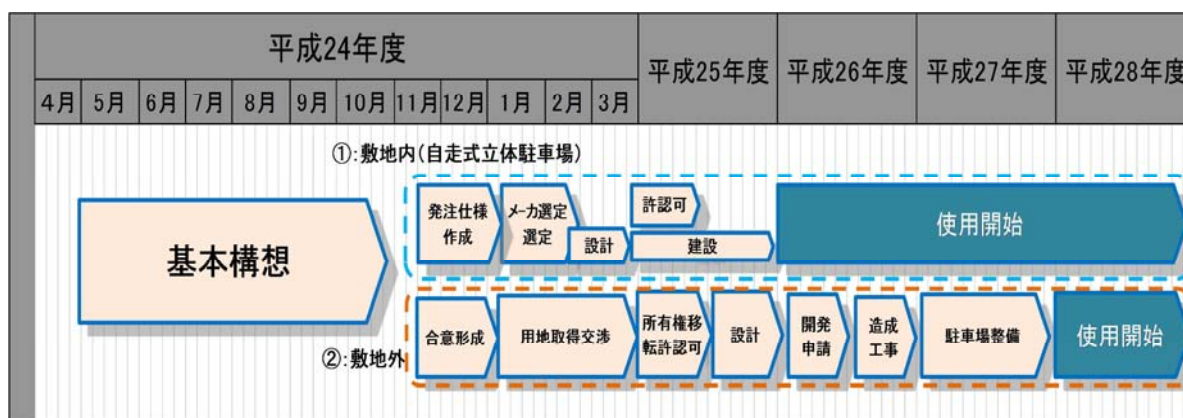 平成24年度
平成25年度
平成26年度
平成27年度
平成28年度
4月
5月
6月
7月
8月
9月
10月
11月
12月
1月
2月
3月
①:敷地内(自走式立体駐車場)
基本構想
発注仕様
作成
メーカ選定
選定
設計
許認可
建設
使用開始
②:敷地外
合意形成
用地取得交渉
所有権移
転許認可
設計
開発
申請
造成
工事
駐車場整備
使用開始